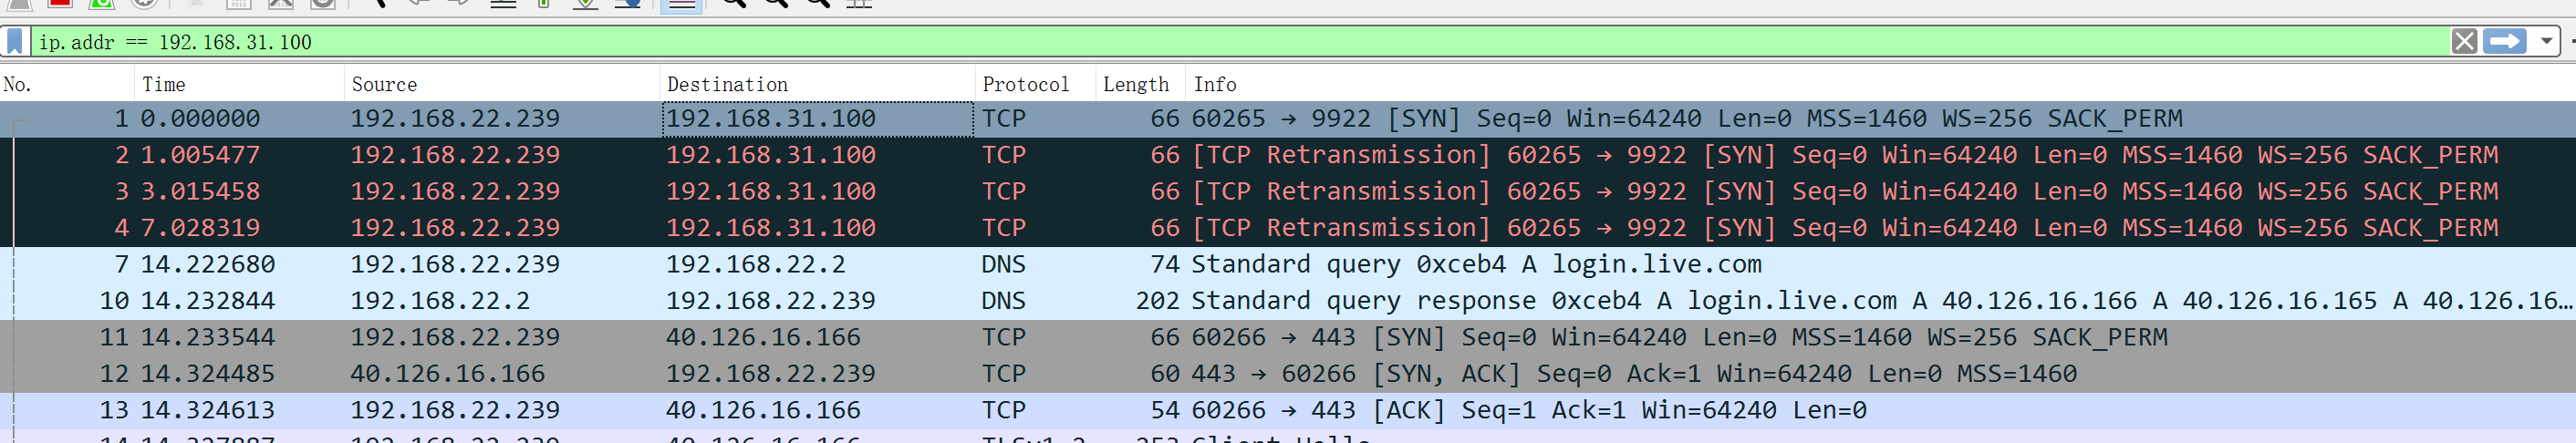 ip.addr == 192.168.31.100
No. Time Source Destination Protocol Length Info
1 0.000000 192.168.22.239 192.168.31.100 TCP 66 60265 → 9922 [SYN] Seq=0 Win=64240 Len=0 MSS=1460 WS=256 SACK_PERM
2 1.005477 192.168.22.239 192.168.31.100 TCP 66 [TCP Retransmission] 60265 → 9922 [SYN] Seq=0 Win=64240 Len=0 MSS=1460 WS=256 SACK_PERM
3 3.015458 192.168.22.239 192.168.31.100 TCP 66 [TCP Retransmission] 60265 → 9922 [SYN] Seq=0 Win=64240 Len=0 MSS=1460 WS=256 SACK_PERM
4 7.028319 192.168.22.239 192.168.31.100 TCP 66 [TCP Retransmission] 60265 → 9922 [SYN] Seq=0 Win=64240 Len=0 MSS=1460 WS=256 SACK_PERM
7 14.222680 192.168.22.239 192.168.22.2 DNS 74 Standard query 0xceb4 A login.live.com
10 14.232844 192.168.22.2 192.168.22.239 DNS 202 Standard query response 0xceb4 A login.live.com A 40.126.16.166 A 40.126.16.165 A 40.126.16…
11 14.233544 192.168.22.239 40.126.16.166 TCP 66 60266 → 443 [SYN] Seq=0 Win=64240 Len=0 MSS=1460 WS=256 SACK_PERM
12 14.324485 40.126.16.166 192.168.22.239 TCP 60 443 → 60266 [SYN, ACK] Seq=0 Ack=1 Win=64240 Len=0 MSS=1460
13 14.324613 192.168.22.239 40.126.16.166 TCP 54 60266 → 443 [ACK] Seq=1 Ack=1 Win=64240 Len=0